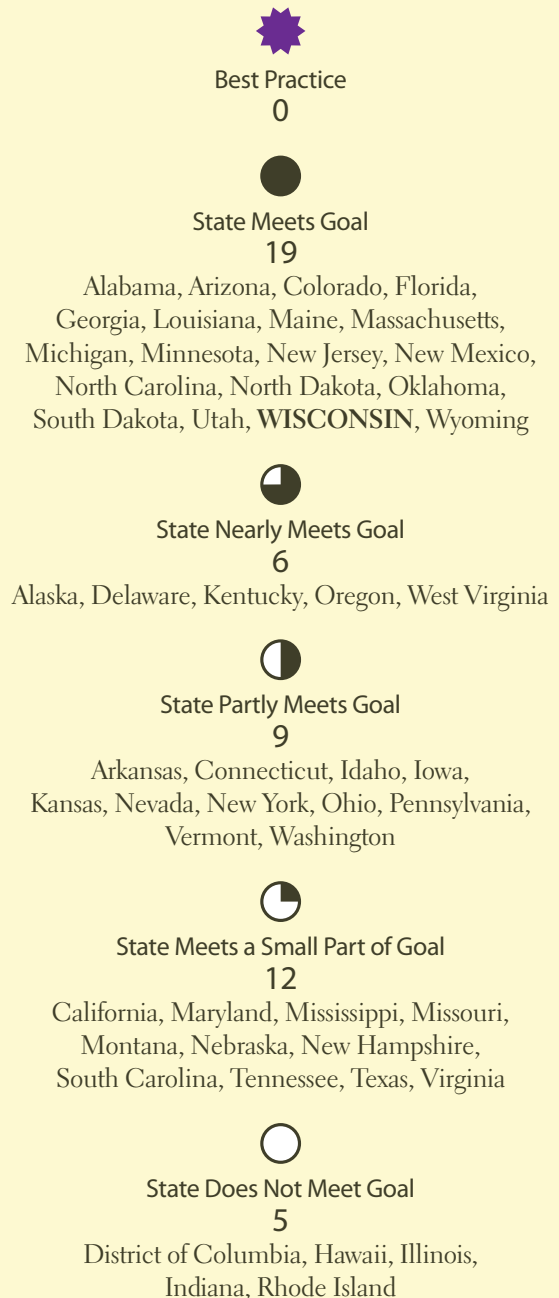 Best Practice
0
State Meets Goal
19
Alabama, Arizona, Colorado, Florida,
Georgia, Louisiana, Maine, Massachusetts,
Michigan, Minnesota, New Jersey, New Mexico,
North Carolina, North Dakota, Oklahoma,
South Dakota, Utah, WISCONSIN, Wyoming
State Nearly Meets Goal
6
Alaska, Delaware, Kentucky, Oregon, West Virginia
State Partly Meets Goal
9
Arkansas, Connecticut, Idaho, Iowa,
Kansas, Nevada, New York, Ohio, Pennsylvania,
Vermont, Washington
State Meets a Small Part of Goal
12
California, Maryland, Mississippi, Missouri,
Montana, Nebraska, New Hampshire,
South Carolina, Tennessee, Texas, Virginia
State Does Not Meet Goal
5
District of Columbia, Hawaii, Illinois,
Indiana, Rhode Island